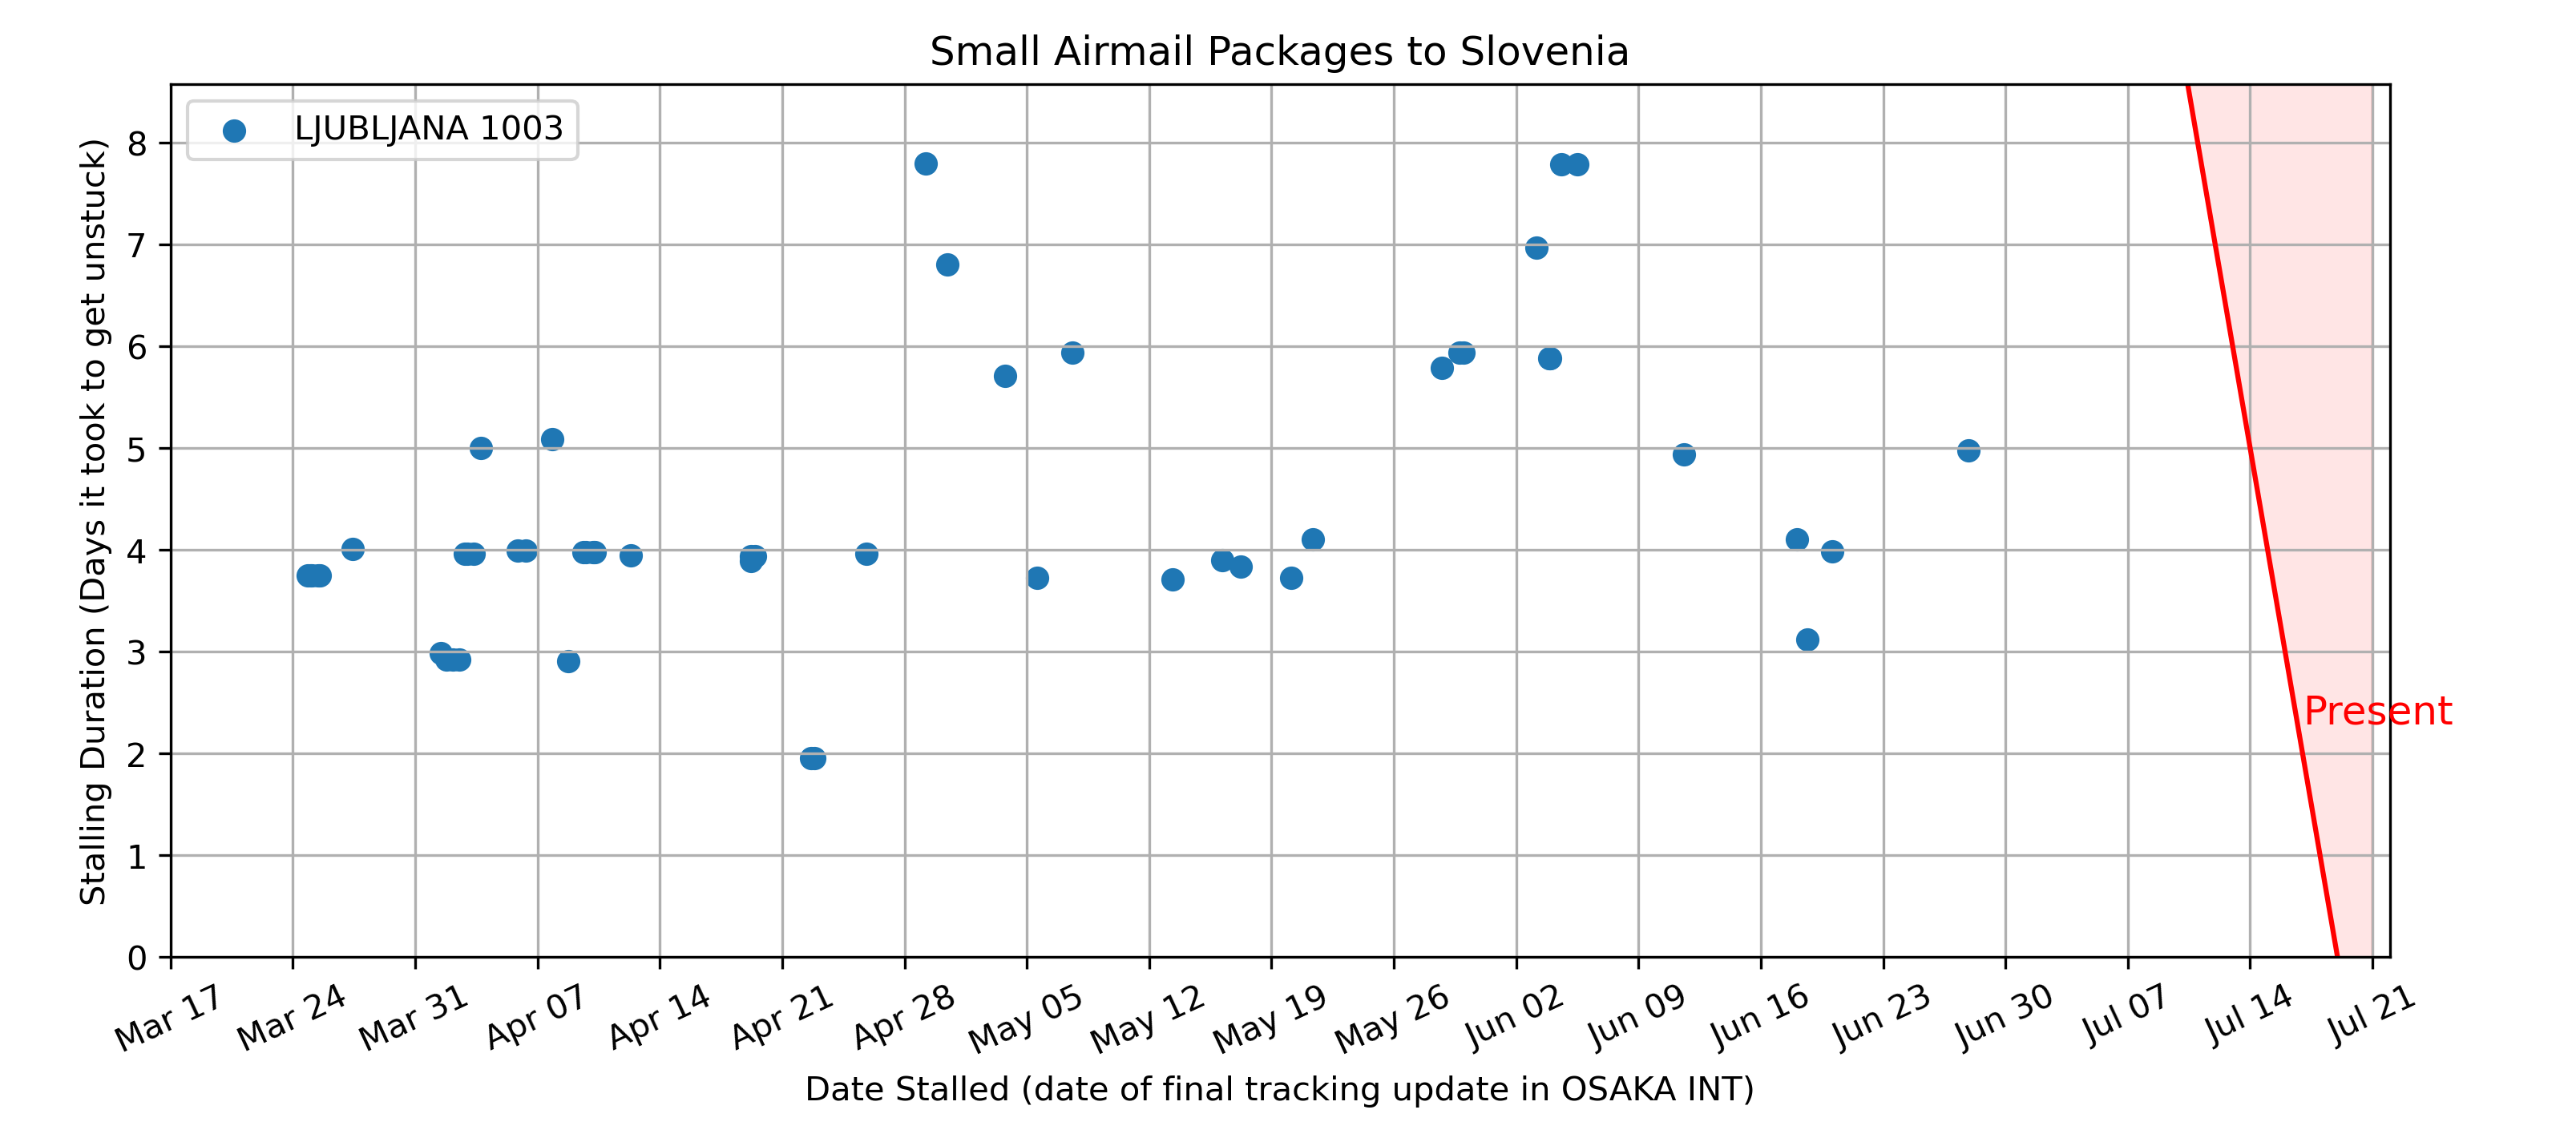 Small Airmail Packages to Slovenia
LJUBLJANA 1003
Stalling Duration (Days it took to get unstuck)
8
7
6
5
4
3
2
1
0
Present
Mar 17
Mar 24
Mar 31
Apr 07
Apr 14
Apr 21
Apr 28
May 05
May 12
May 19
May 26
Jun 02
Jun 09
Jun 16
Jun 23
Jun 30
Jul 07
Jul 14
Jul 21
Date Stalled (date of final tracking update in OSAKA INT)